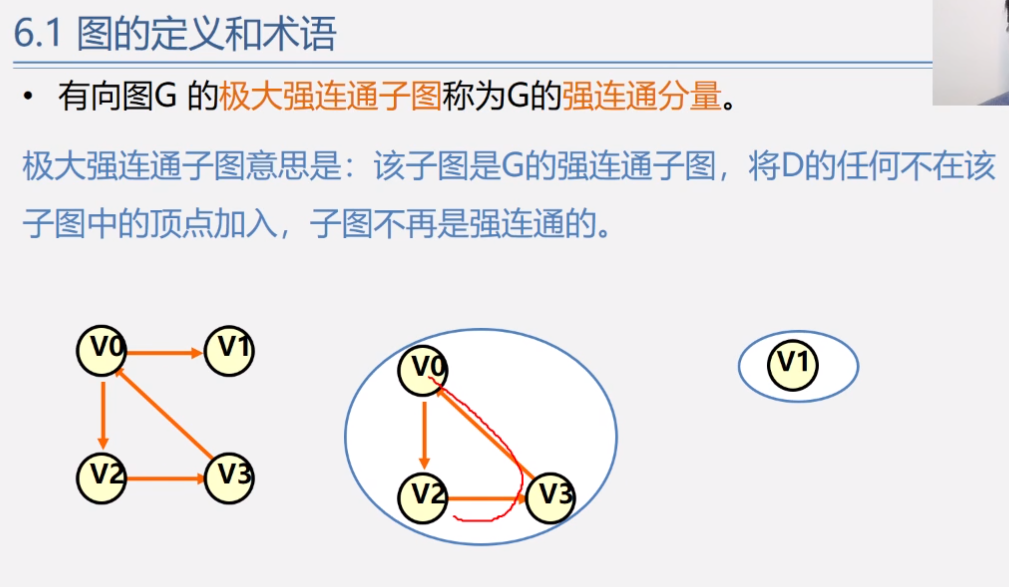 6.1 图的定义和术语
• 有向图G 的极大强连通子图称为G的强连通分量。
极大强连通子图意思是：该子图是G的强连通子图，将D的任何不在该
子图中的顶点加入，子图不再是强连通的。
V0 V1
V2 V3
V0
V2 V3
V1